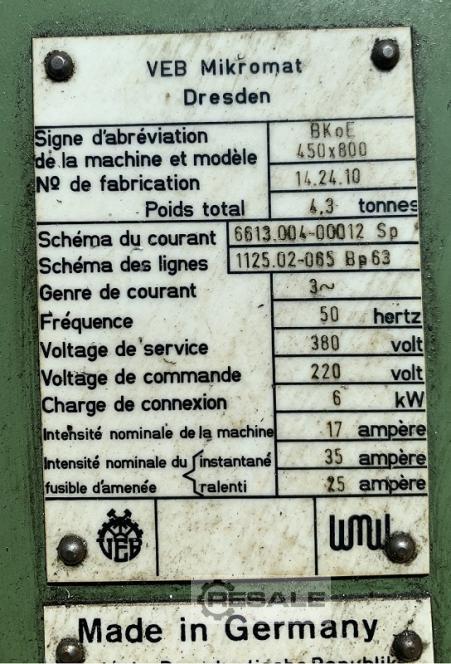 VEB Mikromat
Dresden
Signe d'abréviation BKoE
de la machine et modèle 450x800
Nº de fabrication 14.24.10
Poids total 4,3 tonnes
Schéma du courant 6613.004-00012 Sp
Schéma des lignes 1125.02-065 Bp63
Genre de courant 3~
Fréquence 50 hertz
Voltage de service 380 volt
Voltage de commande 220 volt
Charge de connexion 6 kW
Intensité nominale de la machine 17 ampère
Intensité nominale du instantané 35 ampère
fusible d'amenée ralenti 25 ampère
VEB WMW
BESALE
Made in Germany